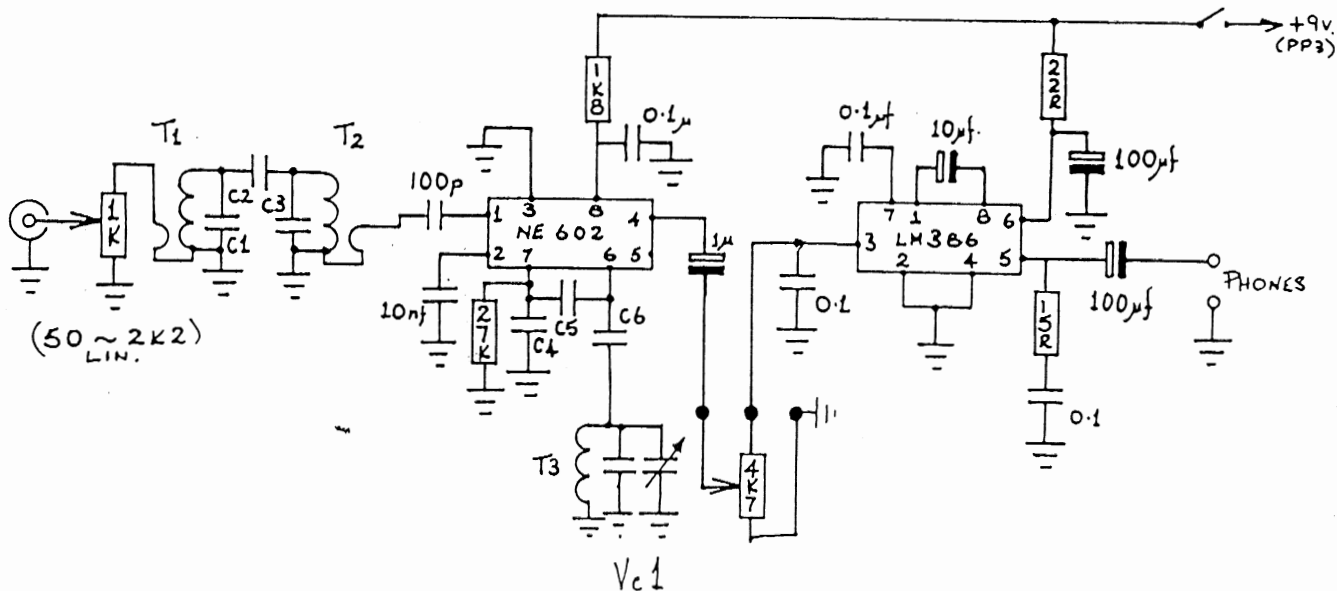 +9v.
(PP3)
1K8
22R
0.1µ
0.1µf
10µf.
100µf
T1
T2
100p
1K
C2
C3
C1
1
3
8
4
NE 602
2
7
6
5
1µ
7
1
8
6
3
LM386
5
2
4
PHONES
100µf
(50 ~ 2K2)
LIN.
10nf
27K
C4
C5
C6
0.1
15R
0.1
T3
4K7
Vc1